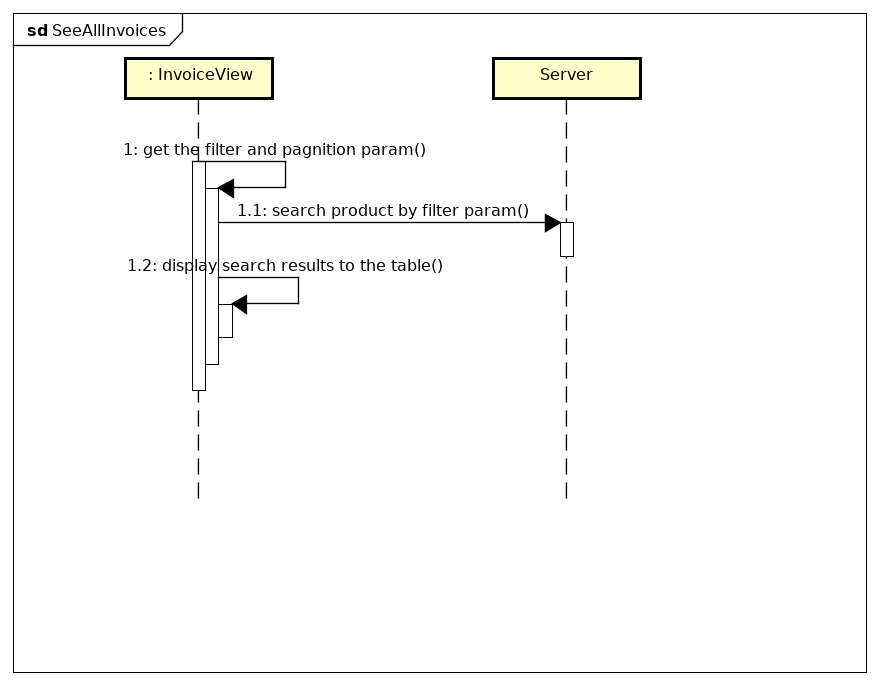 sd SeeAllInvoices
: InvoiceView
Server
1: get the filter and pagnition param()
1.1: search product by filter param()
1.2: display search results to the table()